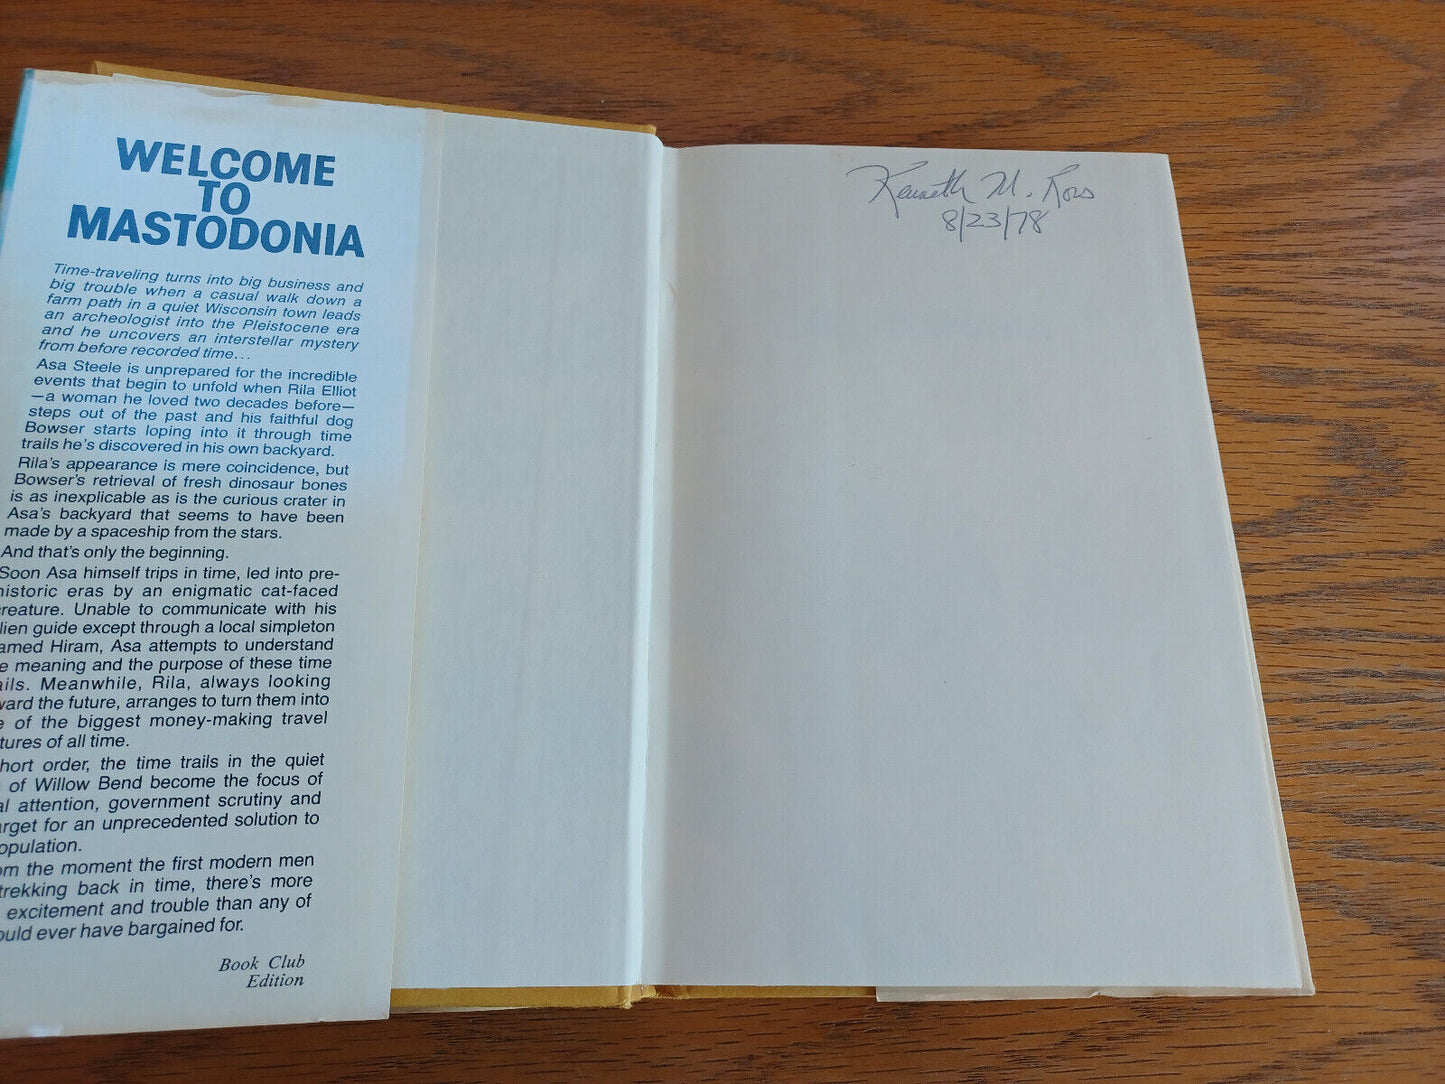 WELCOME
TO
MASTODONIA
Time-traveling turns into big business and
big trouble when a casual walk down a
farm path in a quiet Wisconsin town leads
an archeologist into the Pleistocene era
and he uncovers an interstellar mystery
from before recorded time...
Asa Steele is unprepared for the incredible
events that begin to unfold when Rila Elliot
—a woman he loved two decades before—
steps out of the past and his faithful dog
Bowser starts loping into it through time
trails he's discovered in his own backyard.
Rila's appearance is mere coincidence, but
Bowser's retrieval of fresh dinosaur bones
is as inexplicable as is the curious crater in
Asa's backyard that seems to have been
made by a spaceship from the stars.
And that's only the beginning.
Soon Asa himself trips in time, led into pre-
historic eras by an enigmatic cat-faced
creature. Unable to communicate with his
lien guide except through a local simpleton
amed Hiram, Asa attempts to understand
e meaning and the purpose of these time
ails. Meanwhile, Rila, always looking
ward the future, arranges to turn them into
e of the biggest money-making travel
tures of all time.
hort order, the time trails in the quiet
of Willow Bend become the focus of
al attention, government scrutiny and
arget for an unprecedented solution to
opulation.
om the moment the first modern men
trekking back in time, there's more
excitement and trouble than any of
ould ever have bargained for.
Book Club
Edition
Kenneth M. Ross
8/23/78